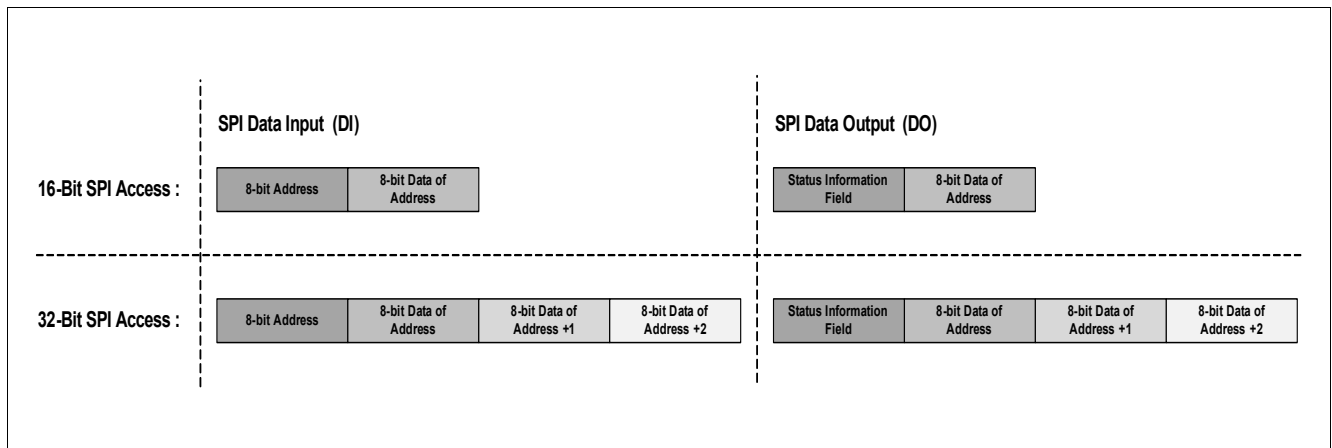 SPI Data Input (DI)
SPI Data Output (DO)
16-Bit SPI Access :
8-bit Address
8-bit Data of
Address
Status Information
Field
8-bit Data of
Address
32-Bit SPI Access :
8-bit Address
8-bit Data of
Address
8-bit Data of
Address +1
8-bit Data of
Address +2
Status Information
Field
8-bit Data of
Address
8-bit Data of
Address +1
8-bit Data of
Address +2